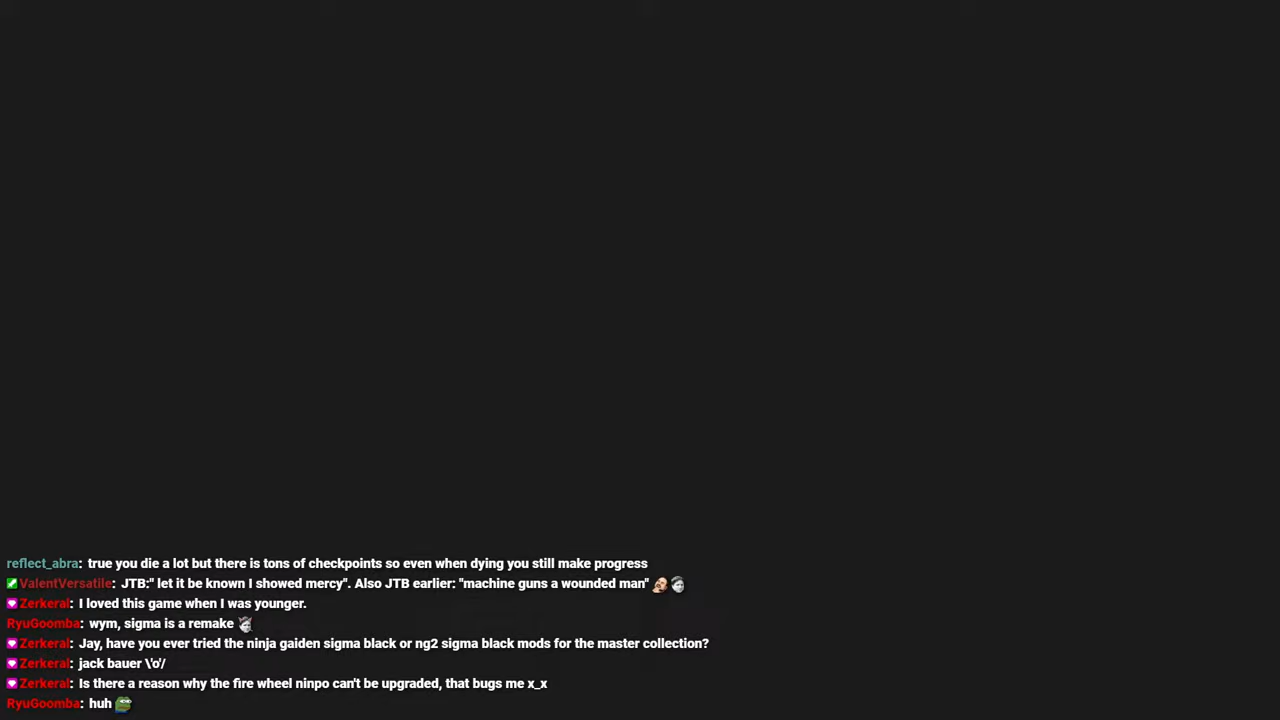 reflect_abra: true you die a lot but there is tons of checkpoints so even when dying you still make progress
ValentVersatile: JTB:" let it be known I showed mercy". Also JTB earlier: "machine guns a wounded man"
Zerkeral: I loved this game when I was younger.
RyuGoomba: wym, sigma is a remake
Zerkeral: Jay, have you ever tried the ninja gaiden sigma black or ng2 sigma black mods for the master collection?
Zerkeral: jack bauer \'o'/
Zerkeral: Is there a reason why the fire wheel ninpo can't be upgraded, that bugs me x_x
RyuGoomba: huh